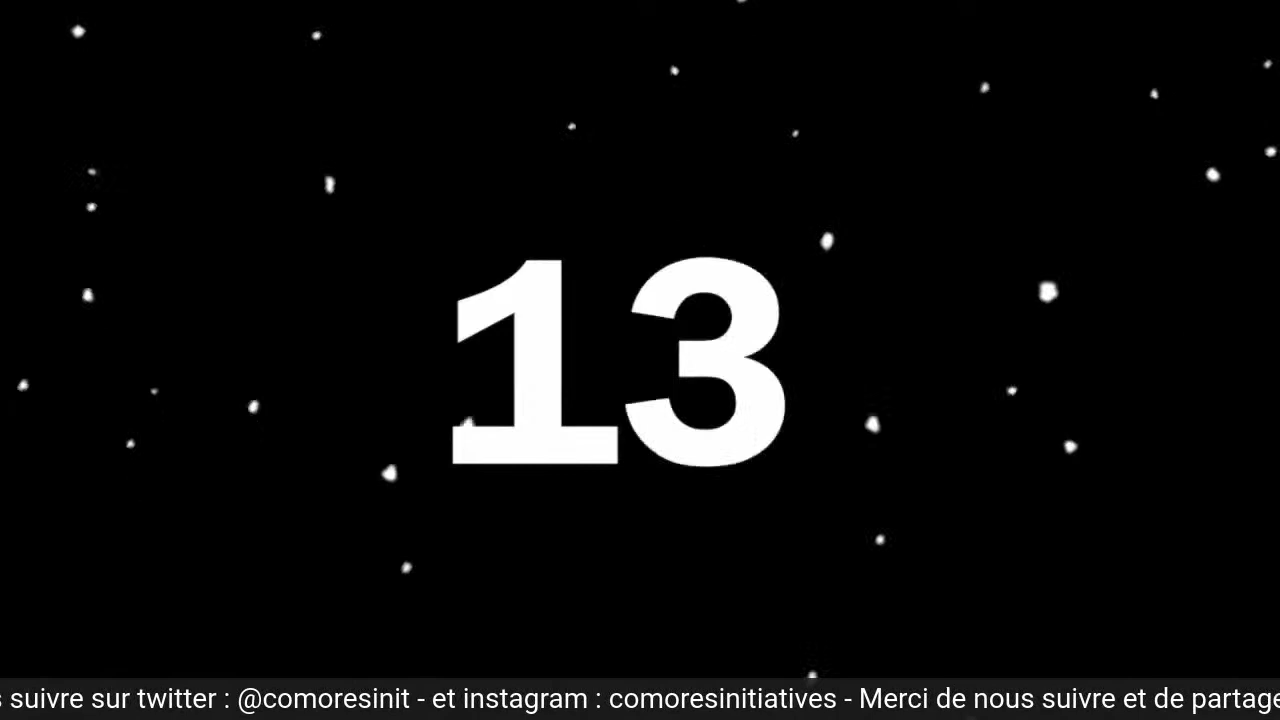 13
suivre sur twitter : @comoresinit - et instagram : comoresinitiatives - Merci de nous suivre et de partage